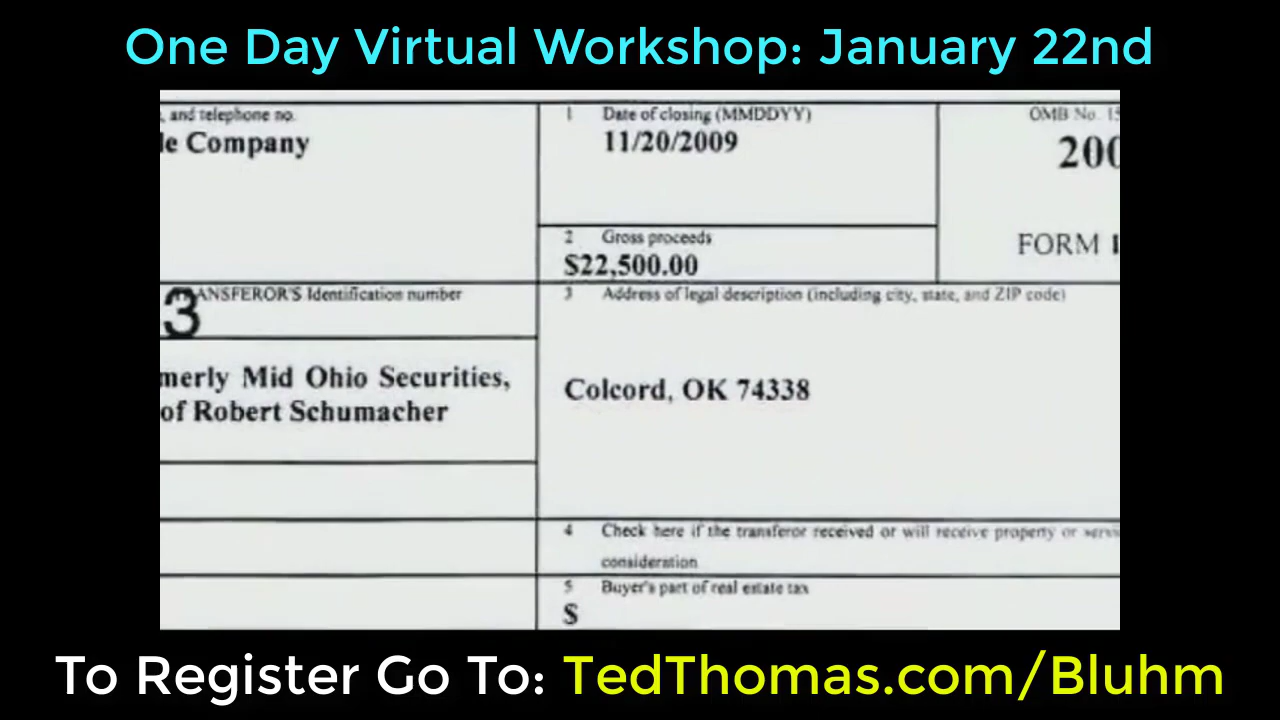 One Day Virtual Workshop: January 22nd
, and telephone no.
le Company
1 Date of closing (MMDDYY)
11/20/2009
OMB No. 15
200
2 Gross proceeds
$22,500.00
FORM 1
3
ANSFEROR'S Identification number
3 Address of legal description (including city, state, and ZIP code)
merly Mid Ohio Securities,
of Robert Schumacher
Colcord, OK 74338
4 Check here if the transferor received or will receive property or servi
consideration
5 Buyer's part of real estate tax
$
To Register Go To: TedThomas.com/Bluhm